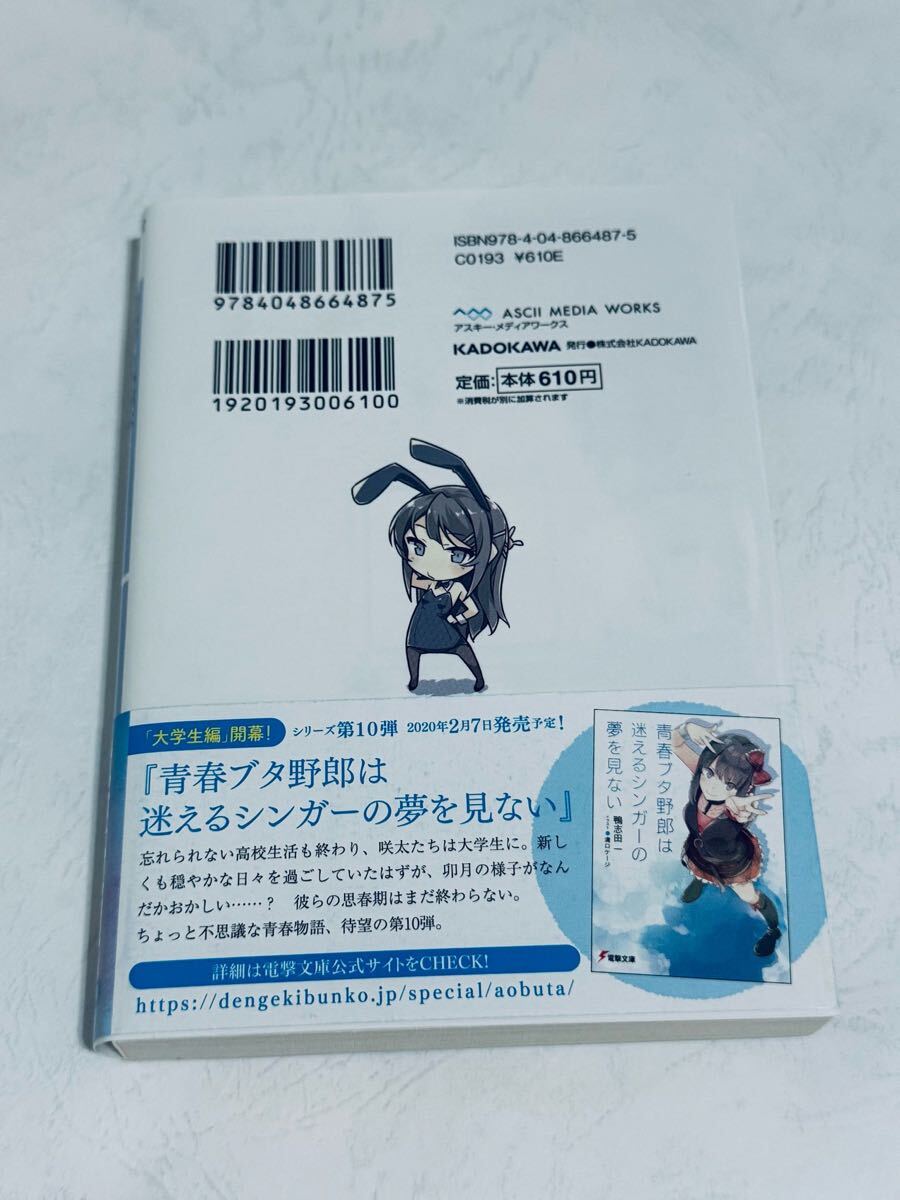 9784048664875
1920193006100
ISBN978-4-04-866487-5
C0193 ¥610E
ASCII MEDIA WORKS
アスキー・メディアワークス
KADOKAWA 発行●株式会社KADOKAWA
定価：本体610円
※消費税が別に加算されます
「大学生編」開幕！ シリーズ第10弾 2020年2月7日発売予定！
『青春ブタ野郎は
迷えるシンガーの夢を見ない』
忘れられない高校生活も終わり、咲太たちは大学生に。新し
くも穏やかな日々を過ごしていたはずが、卯月の様子がなん
だかおかしい……？　彼らの思春期はまだ終わらない。
ちょっと不思議な青春物語、待望の第10弾。
詳細は電撃文庫公式サイトをCHECK！
https://dengekibunko.jp/special/aobuta/
青春ブタ野郎は
迷えるシンガーの
夢を見ない
鴨志田 一
イラスト●溝口ケージ
電撃文庫